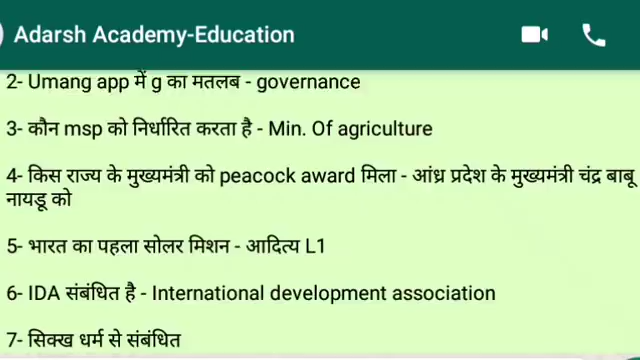 Adarsh Academy-Education
2- Umang app में g का मतलब - governance
3- कौन msp को निर्धारित करता है - Min. Of agriculture
4- किस राज्य के मुख्यमंत्री को peacock award मिला - आंध्र प्रदेश के मुख्यमंत्री चंद्र बाबू
नायडू को
5- भारत का पहला सोलर मिशन - आदित्य L1
6- IDA संबंधित है - International development association
7- सिक्ख धर्म से संबंधित